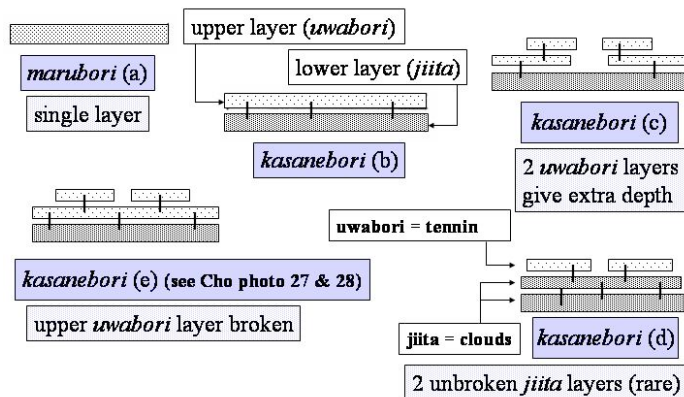 marubori (a)
single layer
upper layer (uwabori)
lower layer (jiita)
kasanebori (b)
kasanebori (c)
2 uwabori layers
give extra depth
kasanebori (e) (see Cho photo 27 & 28)
upper uwabori layer broken
uwabori = tennin
jiita = clouds
kasanebori (d)
2 unbroken jiita layers (rare)